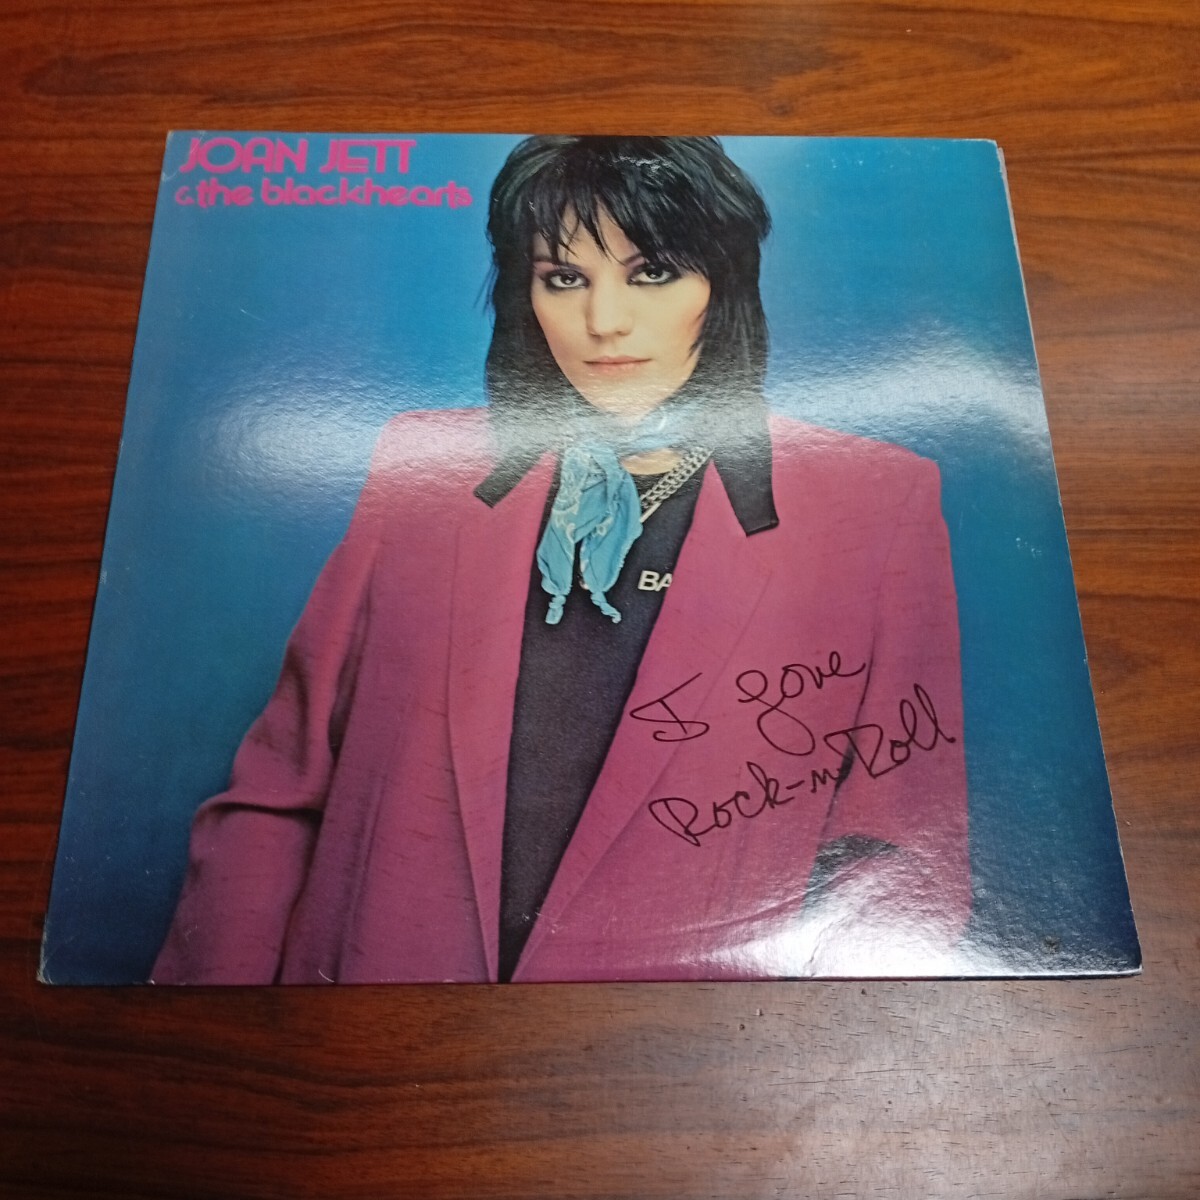 JOAN JETT
& the blackhearts
BA
I Love
Rock-n-Roll